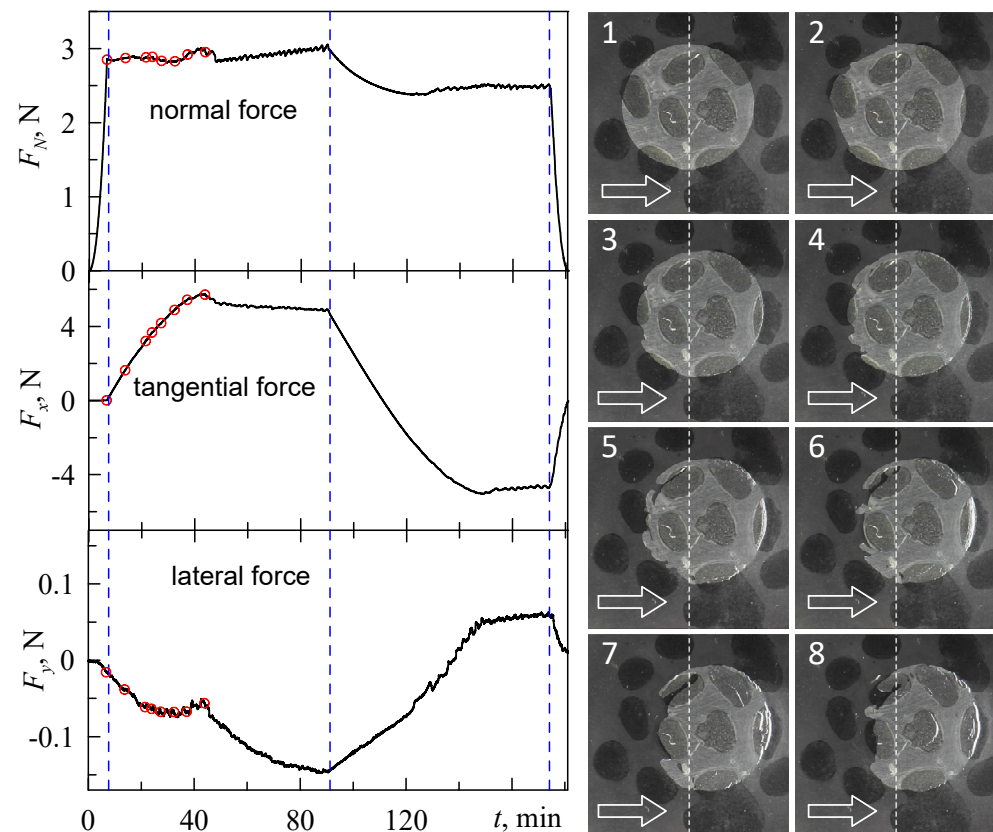 3
2
1
0
F_N, N
normal force
4
0
-4
F_x, N
tangential force
0.1
0
-0.1
F_y, N
lateral force
0 40 80 120 t, min
1 2
3 4
5 6
7 8